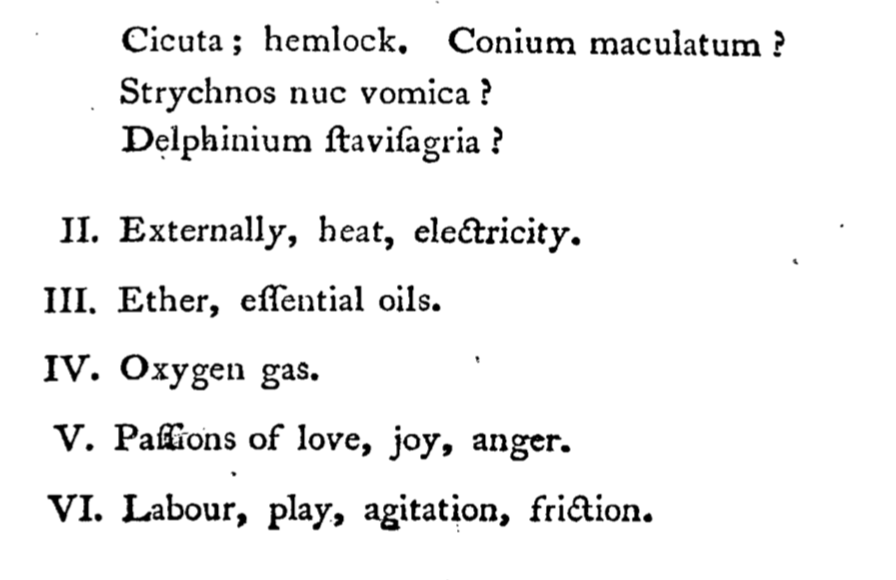 Cicuta; hemlock. Conium maculatum?
Strychnos nuc vomica?
Delphinium ſtaviſagria?
II. Externally, heat, electricity.
III. Ether, eſſential oils.
IV. Oxygen gas.
V. Paſſions of love, joy, anger.
VI. Labour, play, agitation, friction.